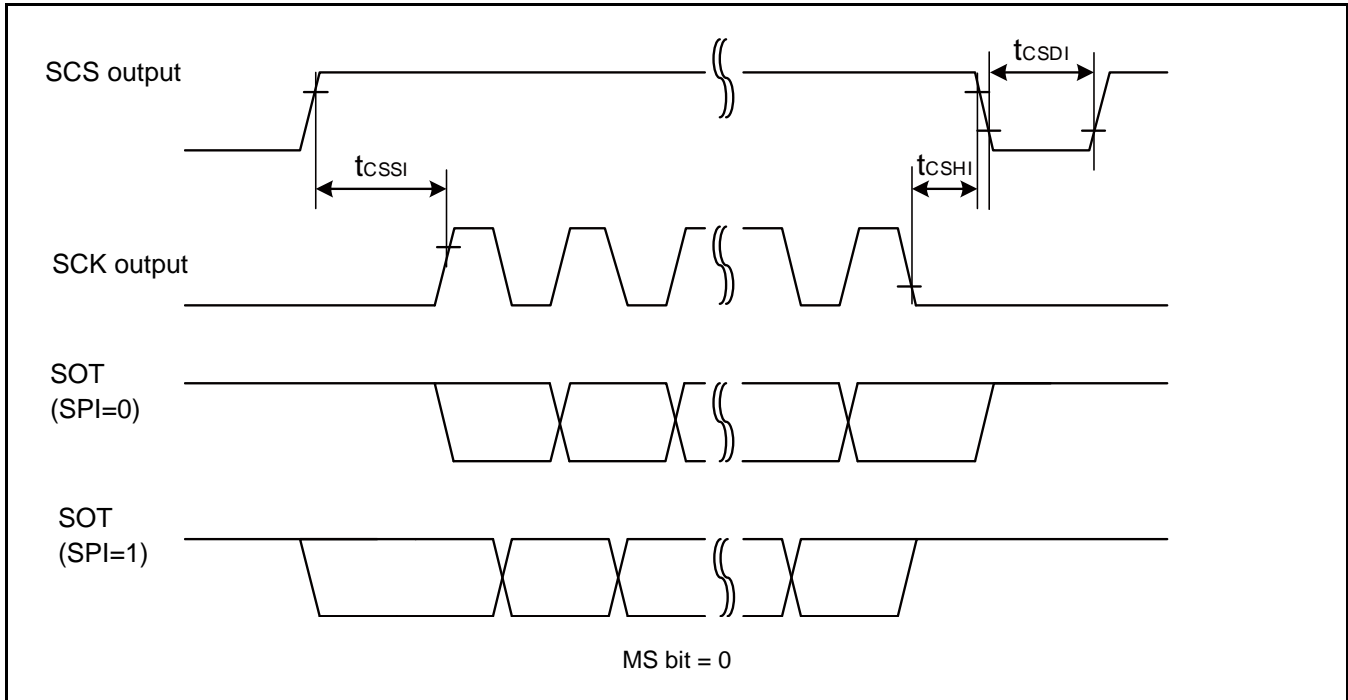 SCS output
tCSDI
tCSSI
tCSHI
SCK output
SOT
(SPI=0)
SOT
(SPI=1)
MS bit = 0